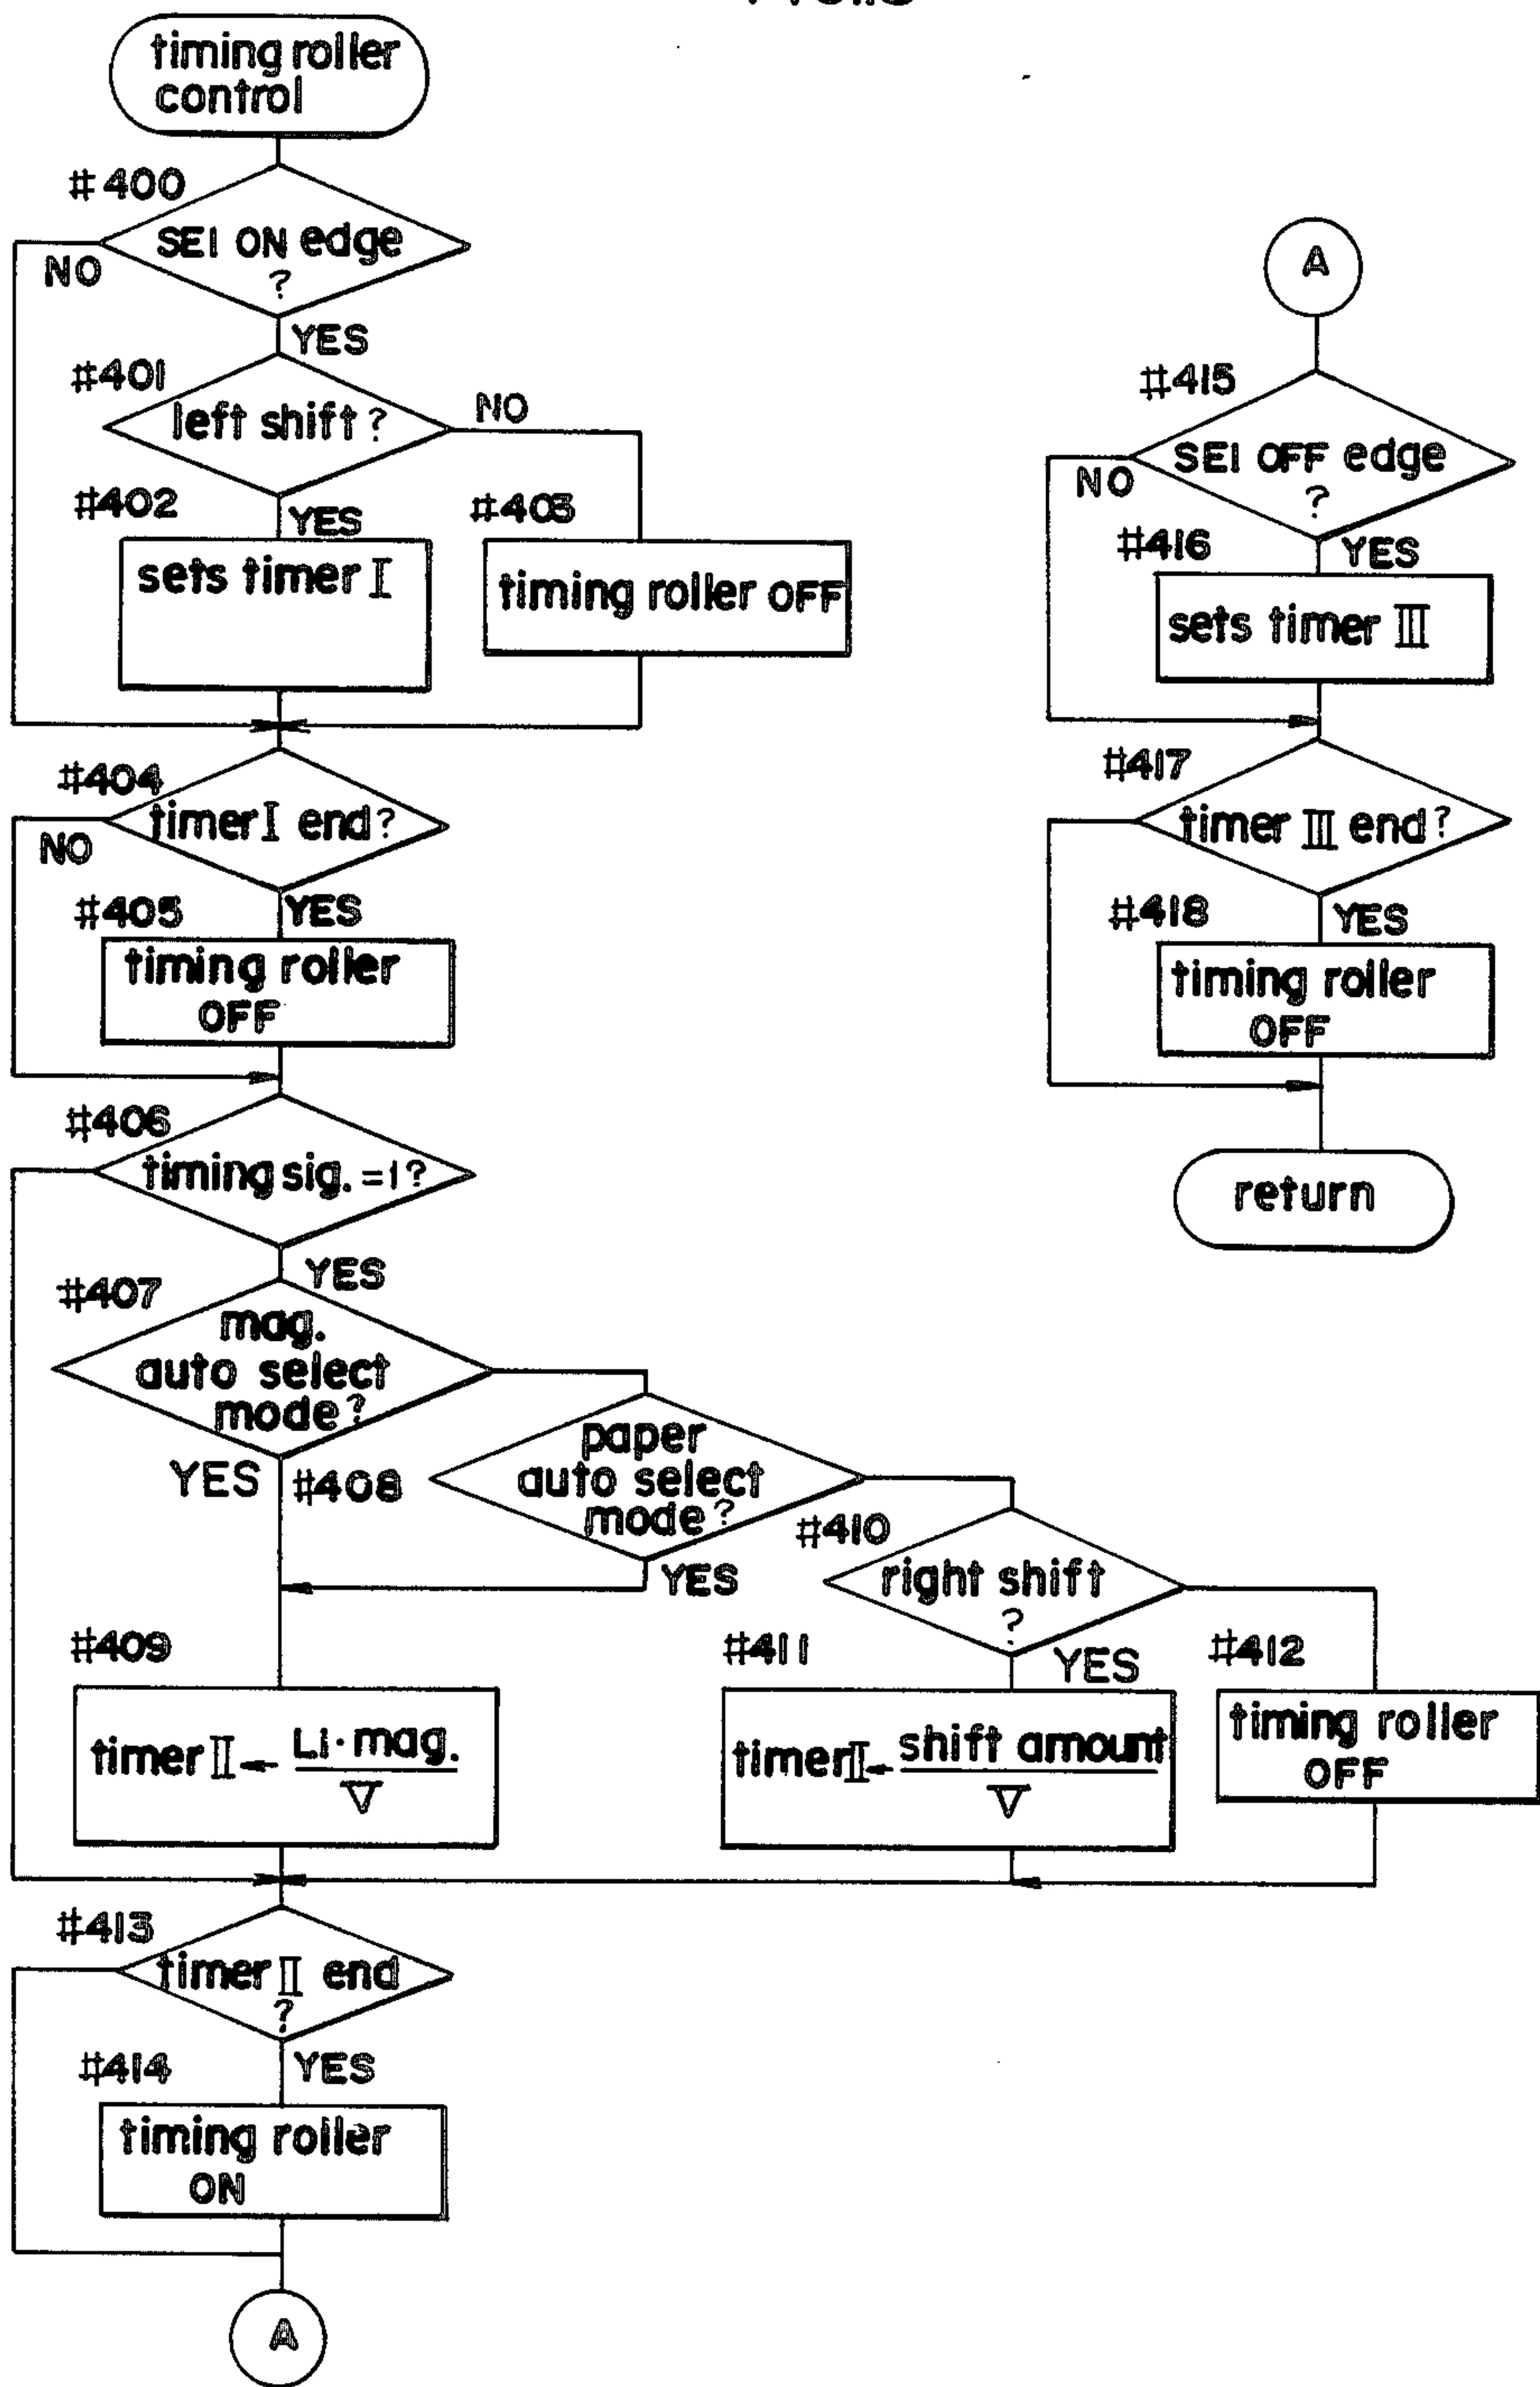 timing roller
control
#400
SEI ON edge
?
NO
YES
#401
left shift?
NO
#402
YES
#403
sets timer I
timing roller OFF
#404
timer I end?
NO
#405
YES
timing roller
OFF
#406
timing sig. = 1?
YES
#407
mag.
auto select
mode?
YES
#408
paper
auto select
mode?
YES
#410
right shift
?
#409
timer II ← Li·mag.
V
#411
YES
timer II ← shift amount
V
#412
timing roller
OFF
#413
timer II end
?
#414
YES
timing roller
ON
A
A
#415
SEI OFF edge
?
NO
#416
YES
sets timer III
#417
timer III end?
#418
YES
timing roller
OFF
return